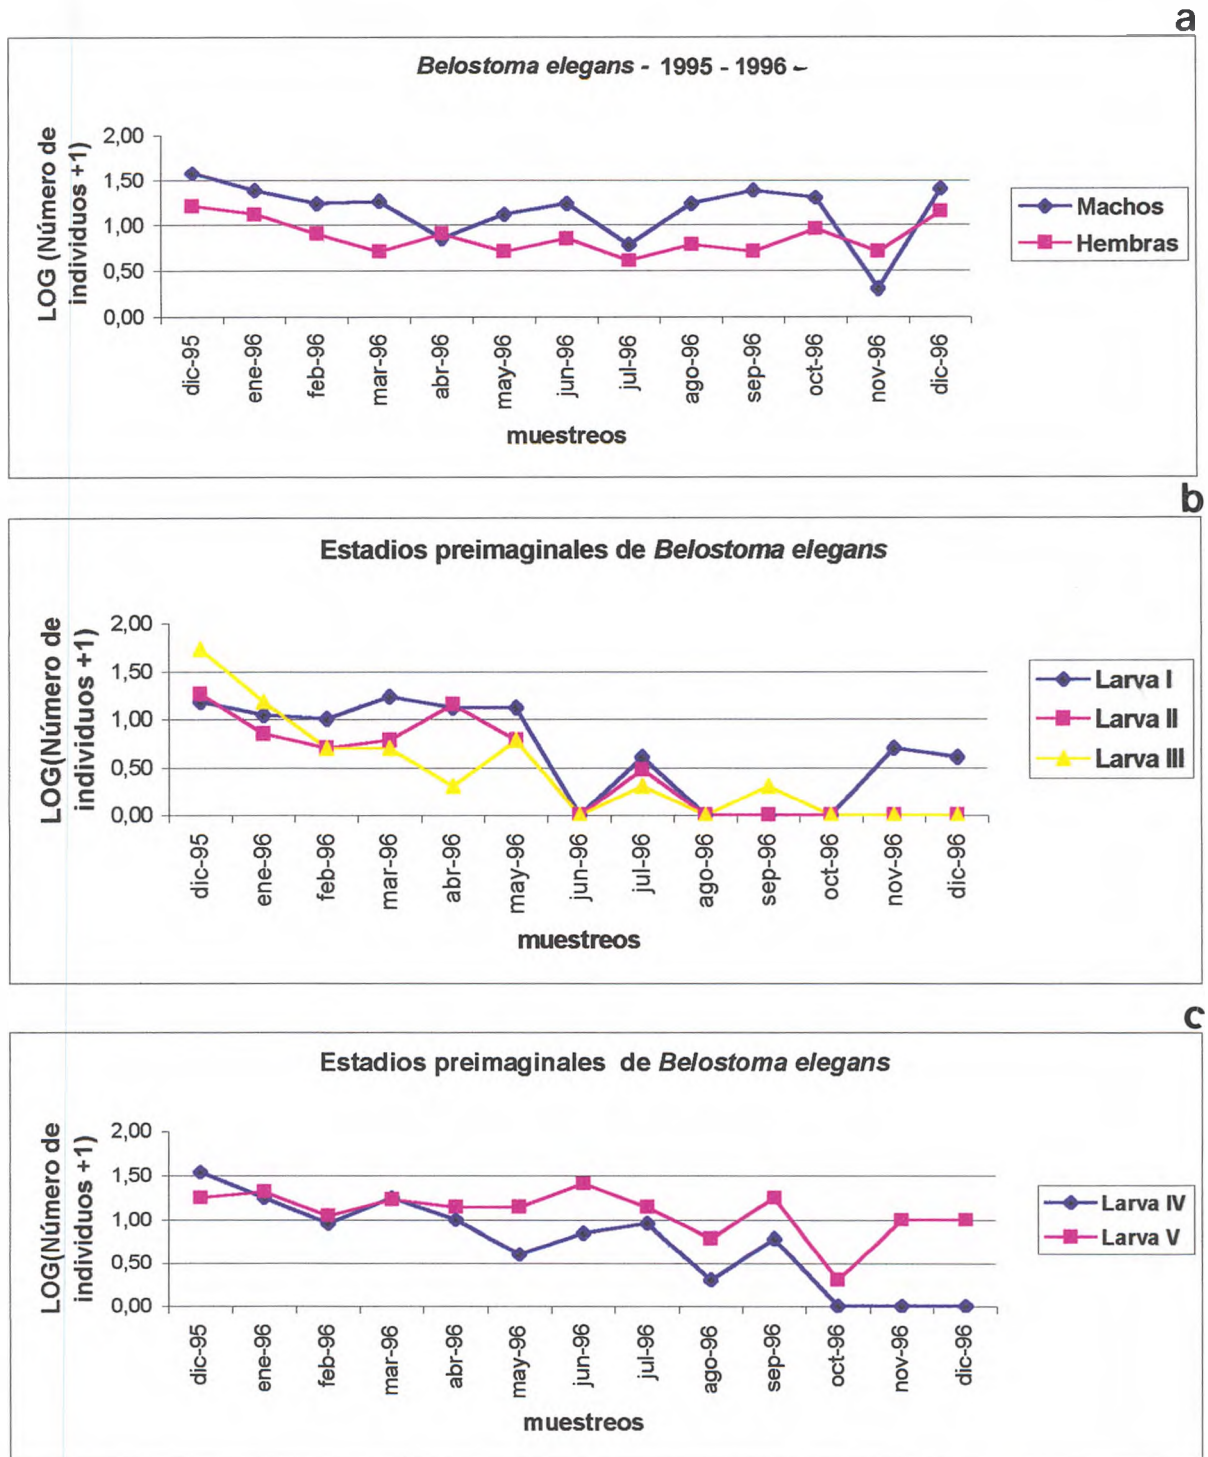 a
Belostoma elegans - 1995 - 1996 –
LOG (Número de
individuos +1)
2,00
1,50
1,00
0,50
0,00
dic-95
ene-96
feb-96
mar-96
abr-96
may-96
jun-96
jul-96
ago-96
sep-96
oct-96
nov-96
dic-96
muestreos
Machos
Hembras
b
Estadios preimaginales de Belostoma elegans
LOG(Número de
individuos +1)
2,00
1,50
1,00
0,50
0,00
dic-95
ene-96
feb-96
mar-96
abr-96
may-96
jun-96
jul-96
ago-96
sep-96
oct-96
nov-96
dic-96
muestreos
Larva I
Larva II
Larva III
c
Estadios preimaginales de Belostoma elegans
LOG(Número de
individuos +1)
2,00
1,50
1,00
0,50
0,00
dic-95
ene-96
feb-96
mar-96
abr-96
may-96
jun-96
jul-96
ago-96
sep-96
oct-96
nov-96
dic-96
muestreos
Larva IV
Larva V